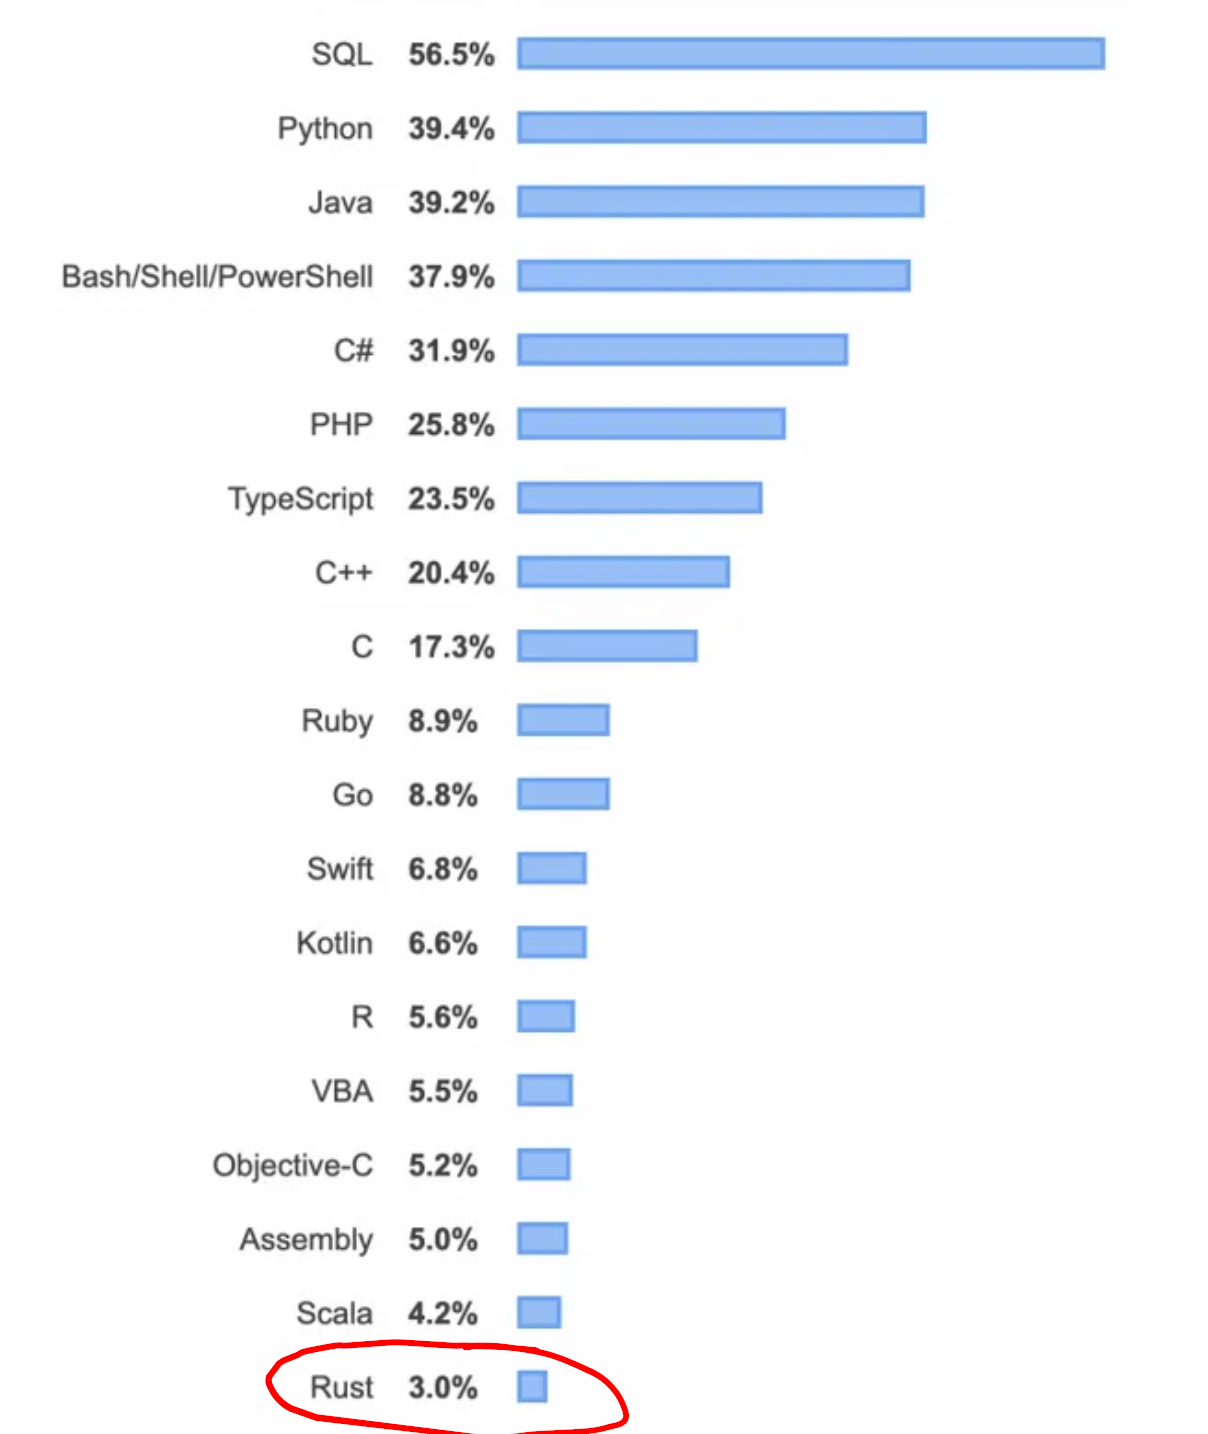 SQL 56.5%
Python 39.4%
Java 39.2%
Bash/Shell/PowerShell 37.9%
C# 31.9%
PHP 25.8%
TypeScript 23.5%
C++ 20.4%
C 17.3%
Ruby 8.9%
Go 8.8%
Swift 6.8%
Kotlin 6.6%
R 5.6%
VBA 5.5%
Objective-C 5.2%
Assembly 5.0%
Scala 4.2%
Rust 3.0%